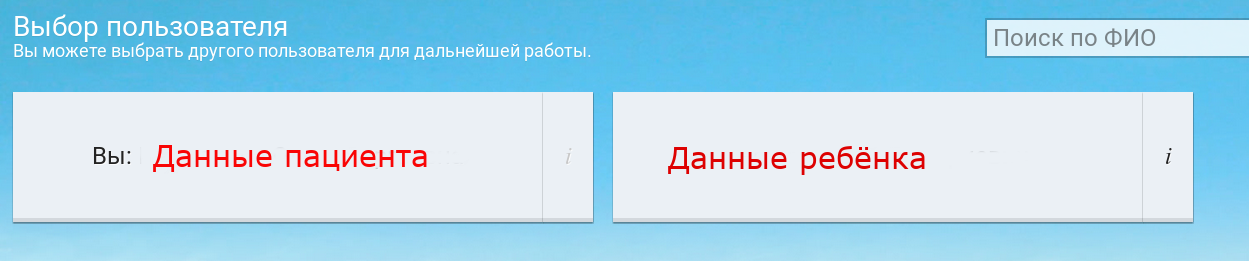 Выбор пользователя
Вы можете выбрать другого пользователя для дальнейшей работы.
Поиск по ФИО
Вы: Данные пациента i
Данные ребёнка i